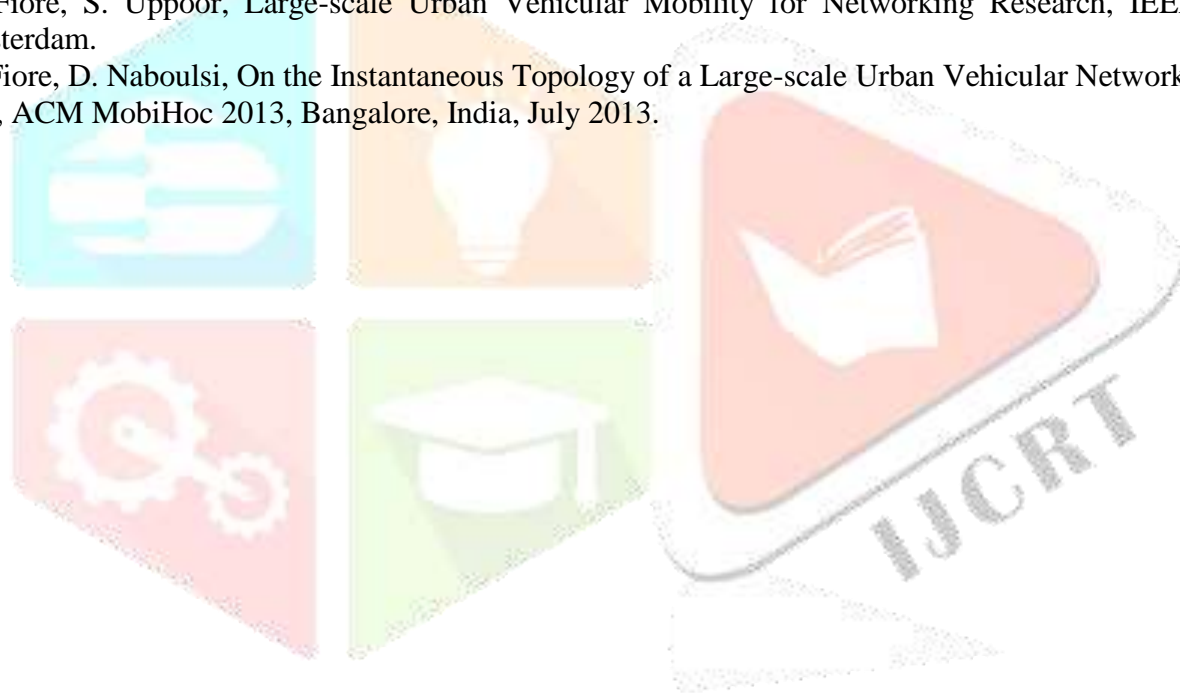 Fiore, S. Uppoor, Large-scale Urban Vehicular Mobility for Networking Research, IEE
terdam.
Fiore, D. Naboulsi, On the Instantaneous Topology of a Large-scale Urban Vehicular Network
, ACM MobiHoc 2013, Bangalore, India, July 2013.
IJCRT